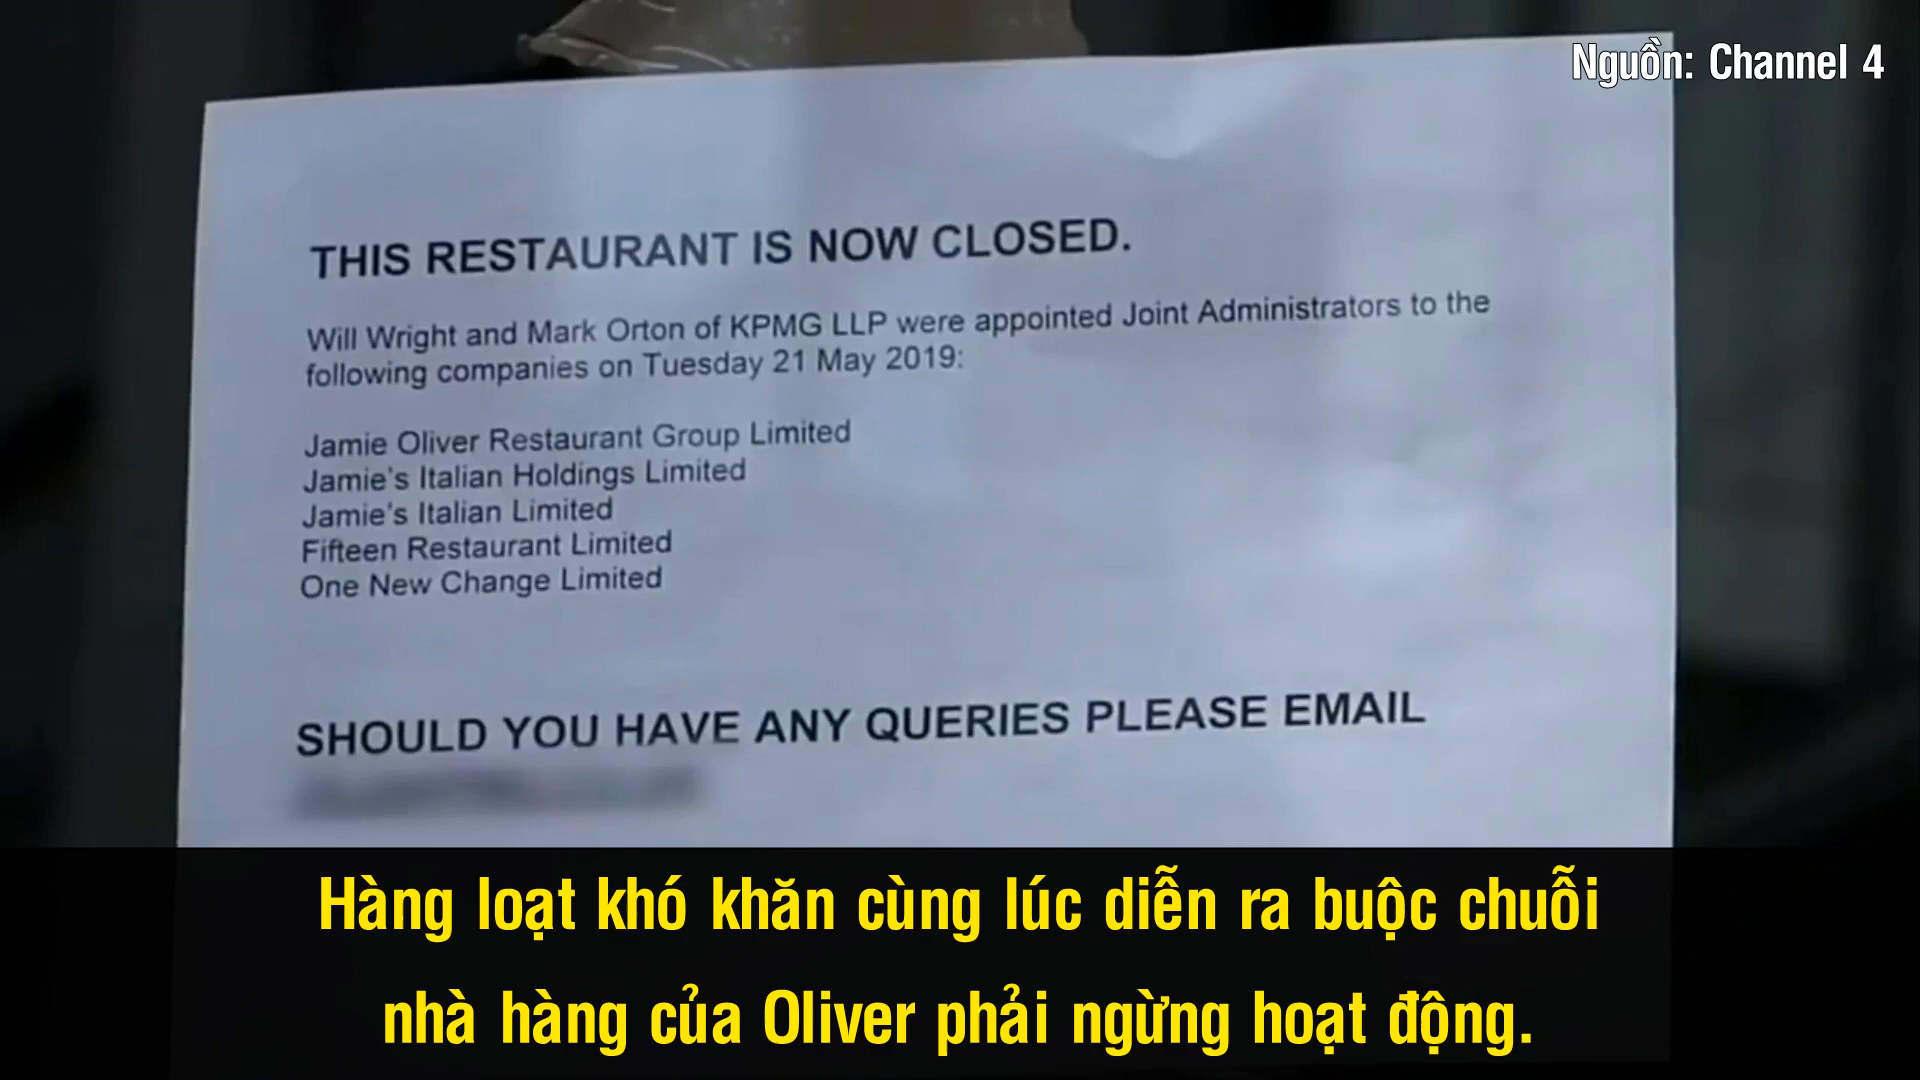 Nguồn: Channel 4
THIS RESTAURANT IS NOW CLOSED.
Will Wright and Mark Orton of KPMG LLP were appointed Joint Administrators to the
following companies on Tuesday 21 May 2019:
Jamie Oliver Restaurant Group Limited
Jamie's Italian Holdings Limited
Jamie's Italian Limited
Fifteen Restaurant Limited
One New Change Limited
SHOULD YOU HAVE ANY QUERIES PLEASE EMAIL
Hàng loạt khó khăn cùng lúc diễn ra buộc chuỗi
nhà hàng của Oliver phải ngừng hoạt động.